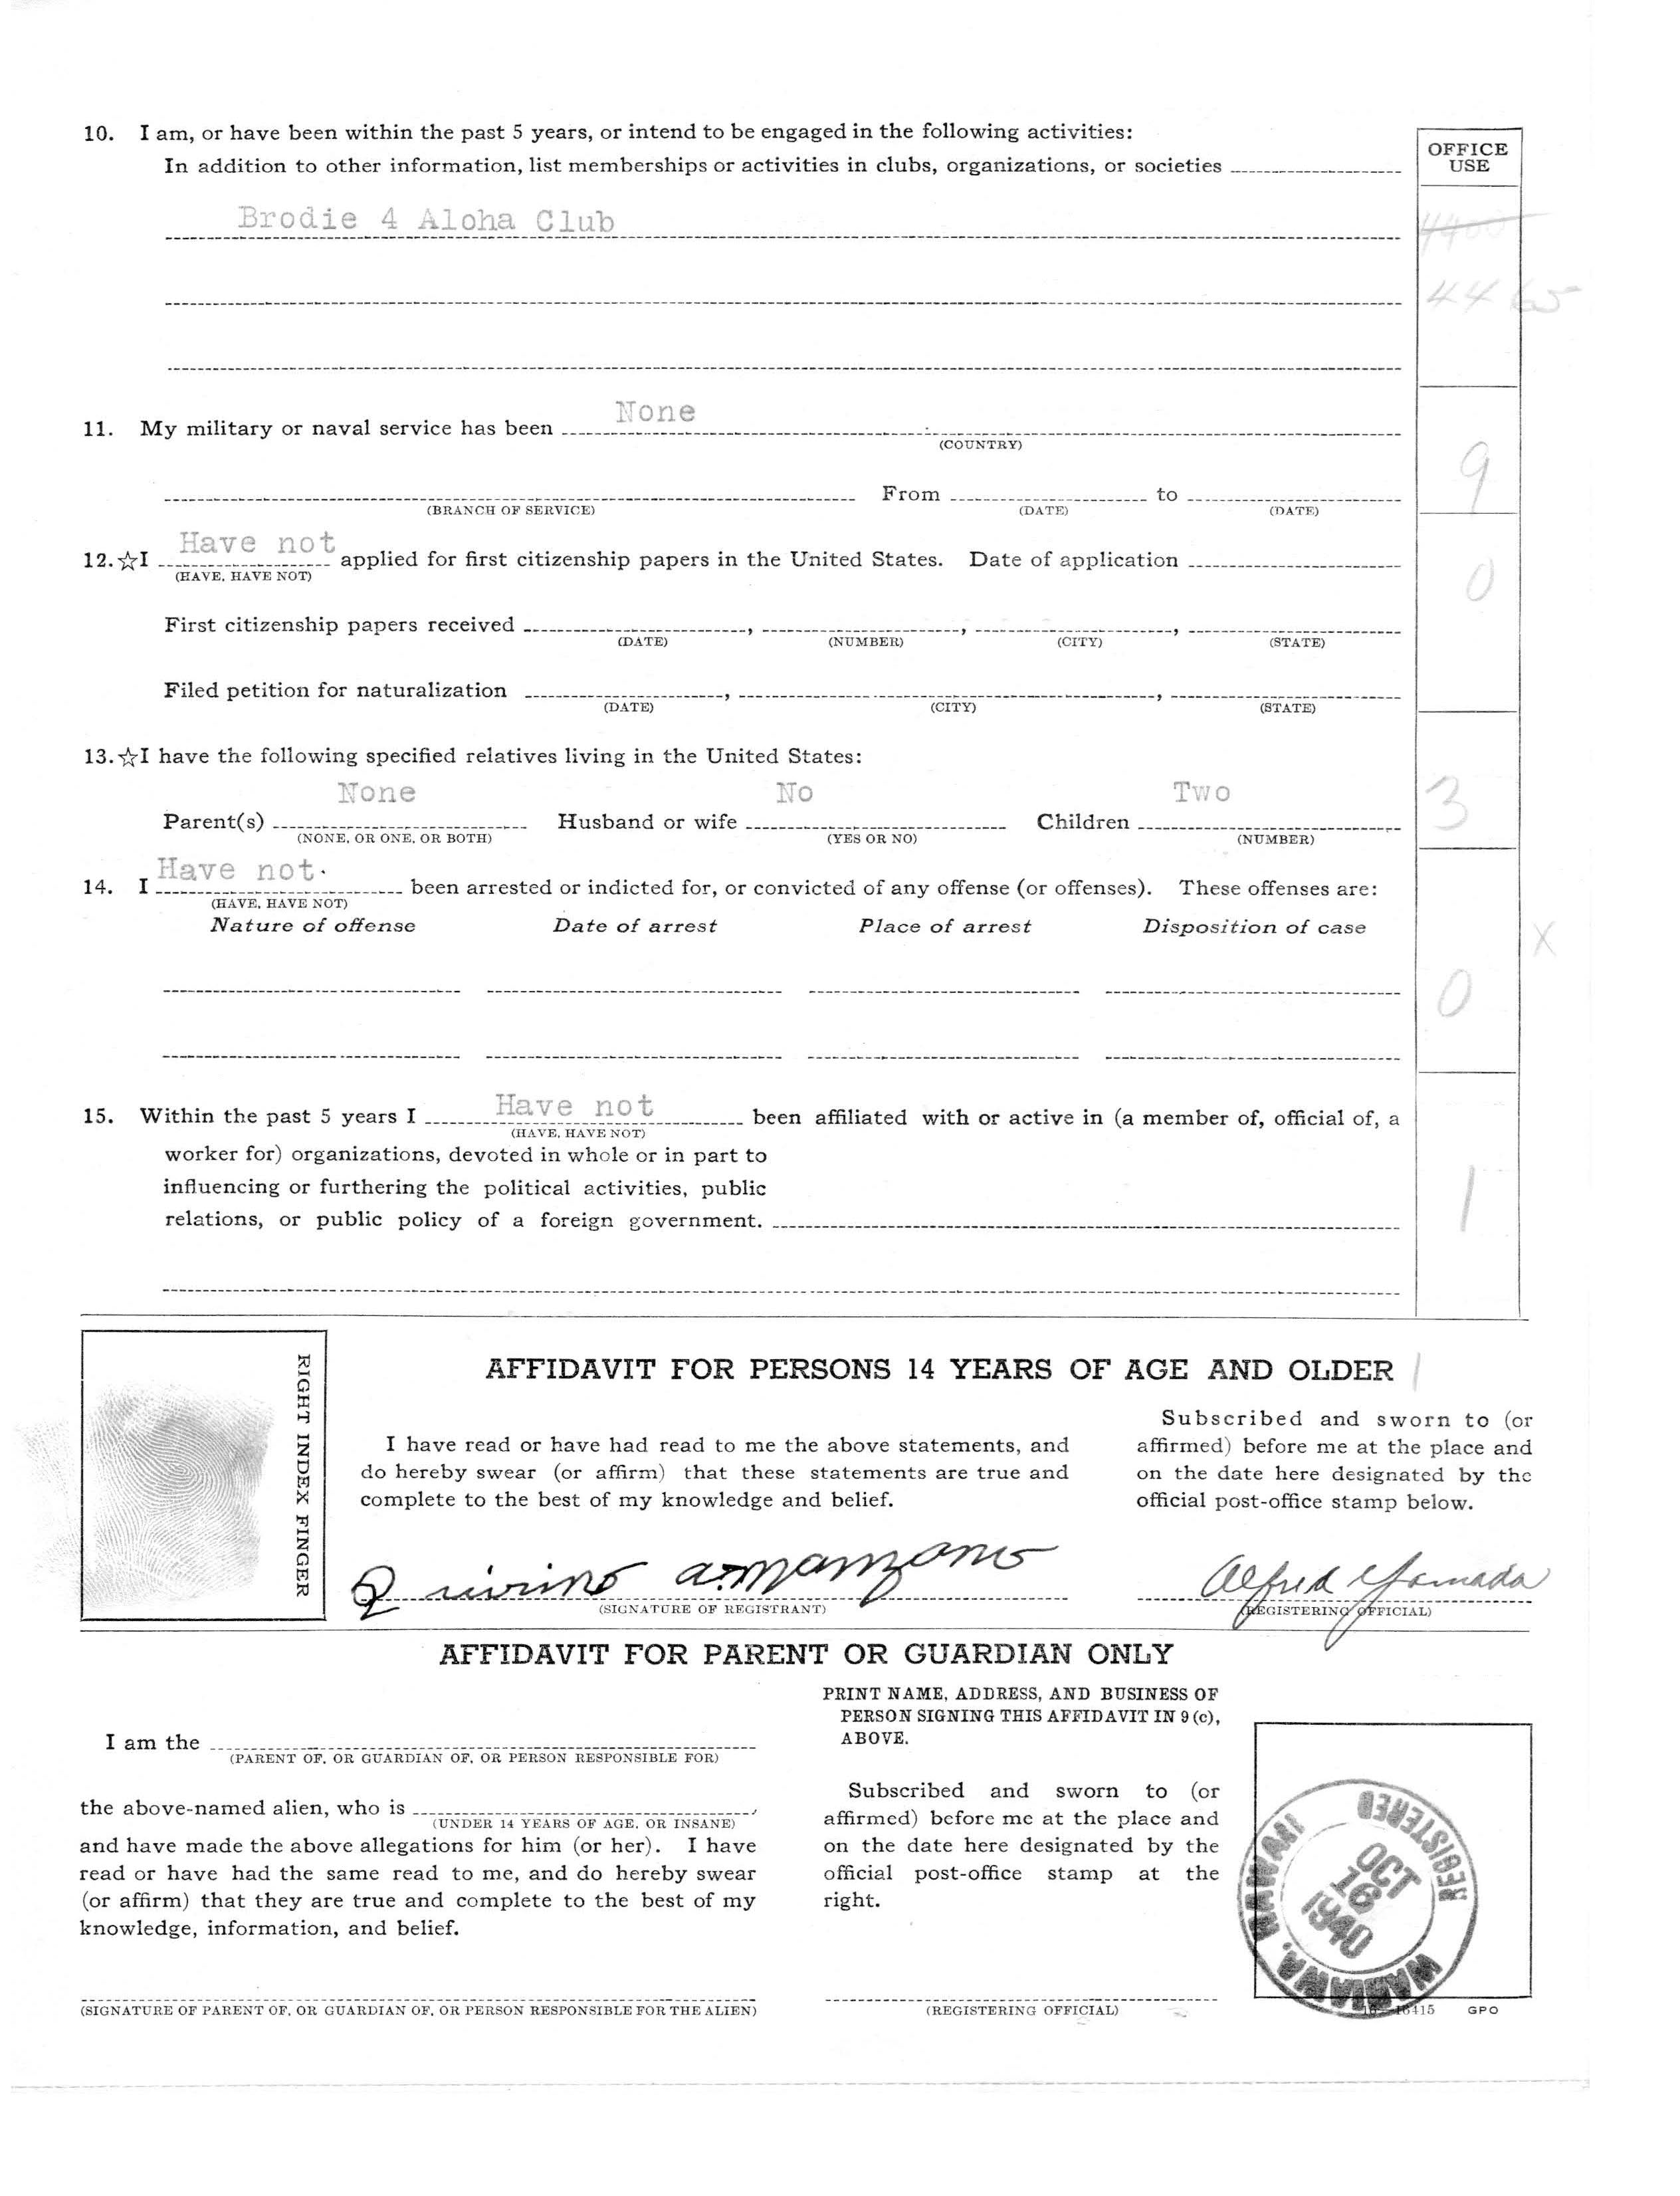 10. I am, or have been within the past 5 years, or intend to be engaged in the following activities:
In addition to other information, list memberships or activities in clubs, organizations, or societies
OFFICE
USE
Brodie 4 Aloha Club
4400
4465
11. My military or naval service has been None
(COUNTRY)
9
From to
(BRANCH OF SERVICE) (DATE) (DATE)
12. ☆I Have not applied for first citizenship papers in the United States. Date of application
(HAVE, HAVE NOT)
0
First citizenship papers received , , ,
(DATE) (NUMBER) (CITY) (STATE)
Filed petition for naturalization , ,
(DATE) (CITY) (STATE)
13. ☆I have the following specified relatives living in the United States:
Parent(s) None Husband or wife No Children Two
(NONE, OR ONE, OR BOTH) (YES OR NO) (NUMBER)
3
14. I Have not. been arrested or indicted for, or convicted of any offense (or offenses). These offenses are:
(HAVE, HAVE NOT)
Nature of offense Date of arrest Place of arrest Disposition of case
X
0
15. Within the past 5 years I Have not been affiliated with or active in (a member of, official of, a
(HAVE, HAVE NOT)
worker for) organizations, devoted in whole or in part to
influencing or furthering the political activities, public
relations, or public policy of a foreign government.
1
RIGHT INDEX FINGER
AFFIDAVIT FOR PERSONS 14 YEARS OF AGE AND OLDER 1
I have read or have had read to me the above statements, and
do hereby swear (or affirm) that these statements are true and
complete to the best of my knowledge and belief.
Subscribed and sworn to (or
affirmed) before me at the place and
on the date here designated by the
official post-office stamp below.
Quirino a. manzano
(SIGNATURE OF REGISTRANT)
Alfred Yamada
(REGISTERING OFFICIAL)
AFFIDAVIT FOR PARENT OR GUARDIAN ONLY
I am the
(PARENT OF, OR GUARDIAN OF, OR PERSON RESPONSIBLE FOR)
the above-named alien, who is ,
(UNDER 14 YEARS OF AGE, OR INSANE)
and have made the above allegations for him (or her). I have
read or have had the same read to me, and do hereby swear
(or affirm) that they are true and complete to the best of my
knowledge, information, and belief.
(SIGNATURE OF PARENT OF, OR GUARDIAN OF, OR PERSON RESPONSIBLE FOR THE ALIEN)
PRINT NAME, ADDRESS, AND BUSINESS OF
PERSON SIGNING THIS AFFIDAVIT IN 9 (c),
ABOVE.
Subscribed and sworn to (or
affirmed) before me at the place and
on the date here designated by the
official post-office stamp at the
right.
(REGISTERING OFFICIAL)
REGISTERED
WAHIAWA, HAWAII
OCT
16
1940
16—16415 GPO